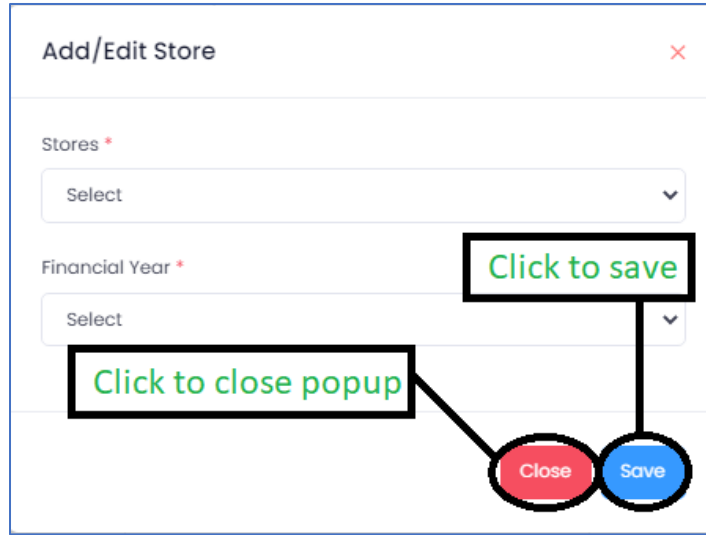 Add/Edit Store
Stores *
Select
Financial Year *
Click to save
Select
Click to close popup
Close
Save